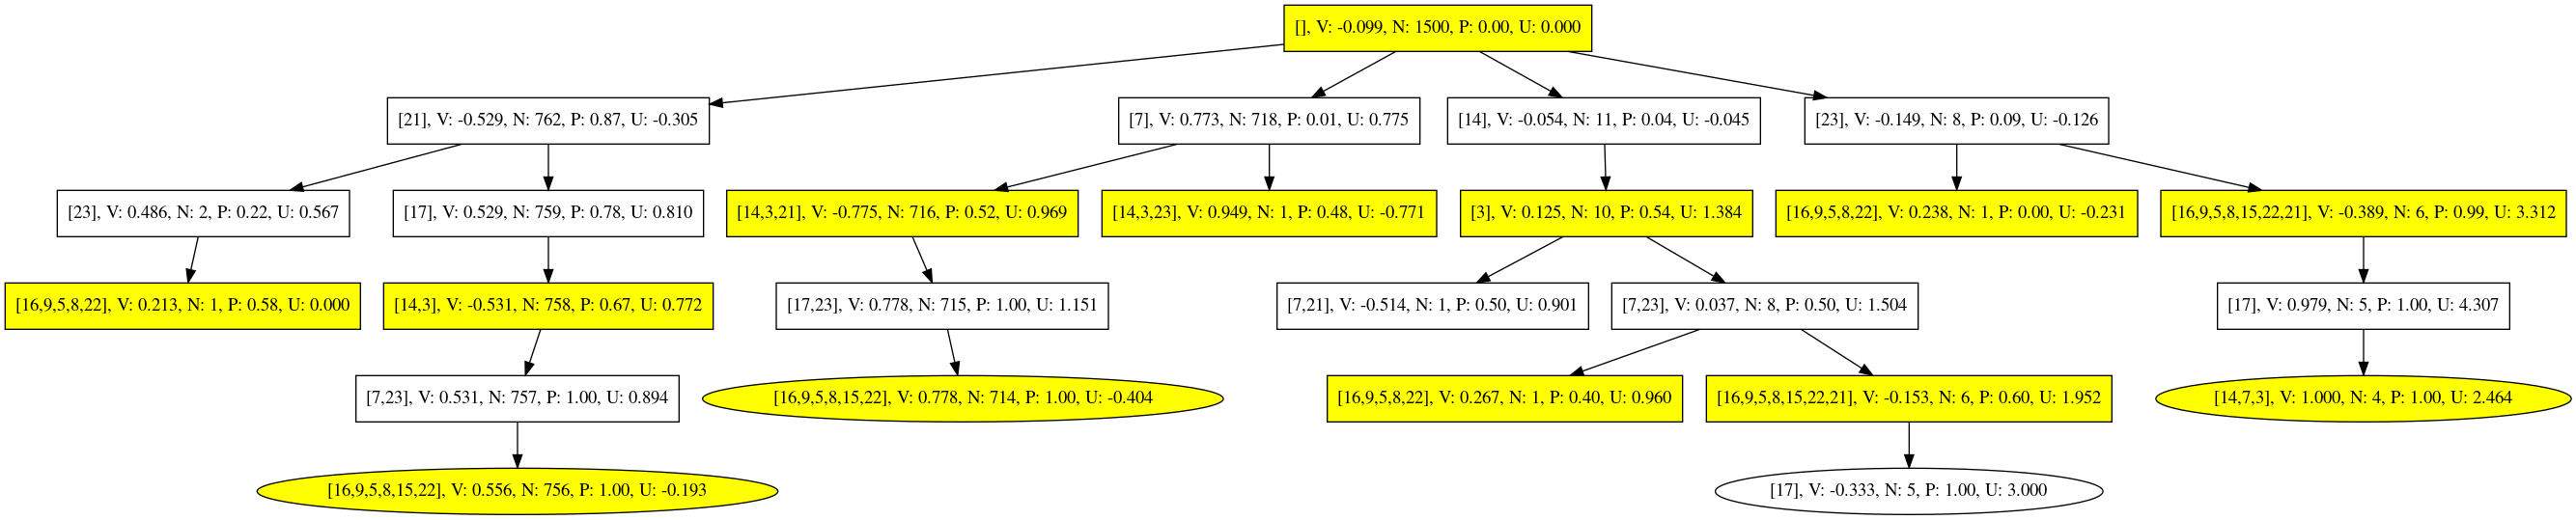 [], V: -0.099, N: 1500, P: 0.00, U: 0.000
[21], V: -0.529, N: 762, P: 0.87, U: -0.305
[7], V: 0.773, N: 718, P: 0.01, U: 0.775
[14], V: -0.054, N: 11, P: 0.04, U: -0.045
[23], V: -0.149, N: 8, P: 0.09, U: -0.126
[23], V: 0.486, N: 2, P: 0.22, U: 0.567
[17], V: 0.529, N: 759, P: 0.78, U: 0.810
[14,3,21], V: -0.775, N: 716, P: 0.52, U: 0.969
[14,3,23], V: 0.949, N: 1, P: 0.48, U: -0.771
[3], V: 0.125, N: 10, P: 0.54, U: 1.384
[16,9,5,8,22], V: 0.238, N: 1, P: 0.00, U: -0.231
[16,9,5,8,15,22,21], V: -0.389, N: 6, P: 0.99, U: 3.312
[16,9,5,8,22], V: 0.213, N: 1, P: 0.58, U: 0.000
[14,3], V: -0.531, N: 758, P: 0.67, U: 0.772
[17,23], V: 0.778, N: 715, P: 1.00, U: 1.151
[7,21], V: -0.514, N: 1, P: 0.50, U: 0.901
[7,23], V: 0.037, N: 8, P: 0.50, U: 1.504
[17], V: 0.979, N: 5, P: 1.00, U: 4.307
[7,23], V: 0.531, N: 757, P: 1.00, U: 0.894
[16,9,5,8,15,22], V: 0.778, N: 714, P: 1.00, U: -0.404
[16,9,5,8,22], V: 0.267, N: 1, P: 0.40, U: 0.960
[16,9,5,8,15,22,21], V: -0.153, N: 6, P: 0.60, U: 1.952
[14,7,3], V: 1.000, N: 4, P: 1.00, U: 2.464
[16,9,5,8,15,22], V: 0.556, N: 756, P: 1.00, U: -0.193
[17], V: -0.333, N: 5, P: 1.00, U: 3.000